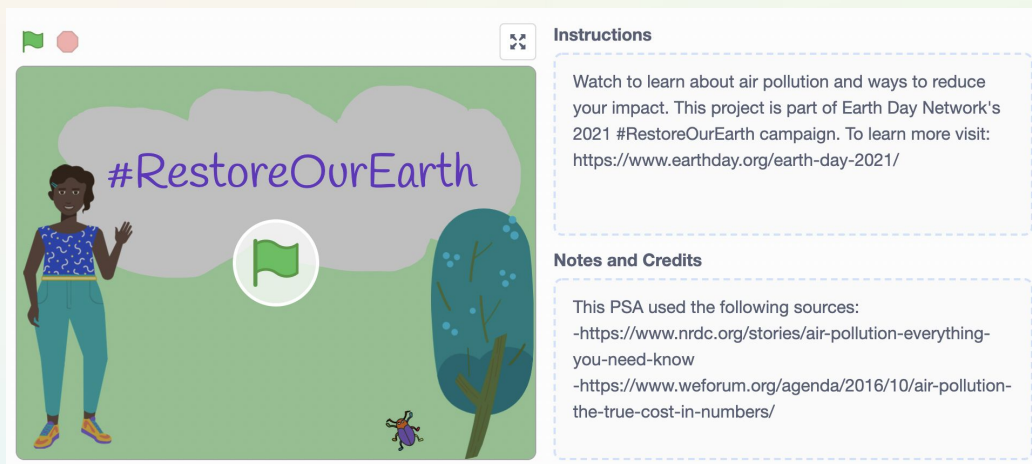 #RestoreOurEarth
Instructions
Watch to learn about air pollution and ways to reduce
your impact. This project is part of Earth Day Network's
2021 #RestoreOurEarth campaign. To learn more visit:
https://www.earthday.org/earth-day-2021/
Notes and Credits
This PSA used the following sources:
-https://www.nrdc.org/stories/air-pollution-everything-
you-need-know
-https://www.weforum.org/agenda/2016/10/air-pollution-
the-true-cost-in-numbers/